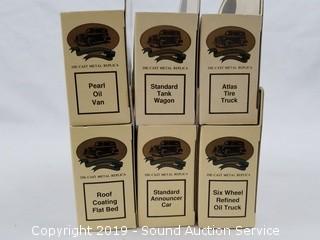 DIE-CAST METAL REPLICA
Pearl
Oil
Van
DIE-CAST METAL REPLICA
Standard
Tank
Wagon
DIE-CAST METAL REPLICA
Atlas
Tire
Truck
DIE-CAST METAL REPLICA
Roof
Coating
Flat Bed
DIE-CAST METAL REPLICA
Standard
Announcer
Car
DIE-CAST METAL REPLICA
Six Wheel
Refined
Oil Truck
Copyright 2019 - Sound Auction Service